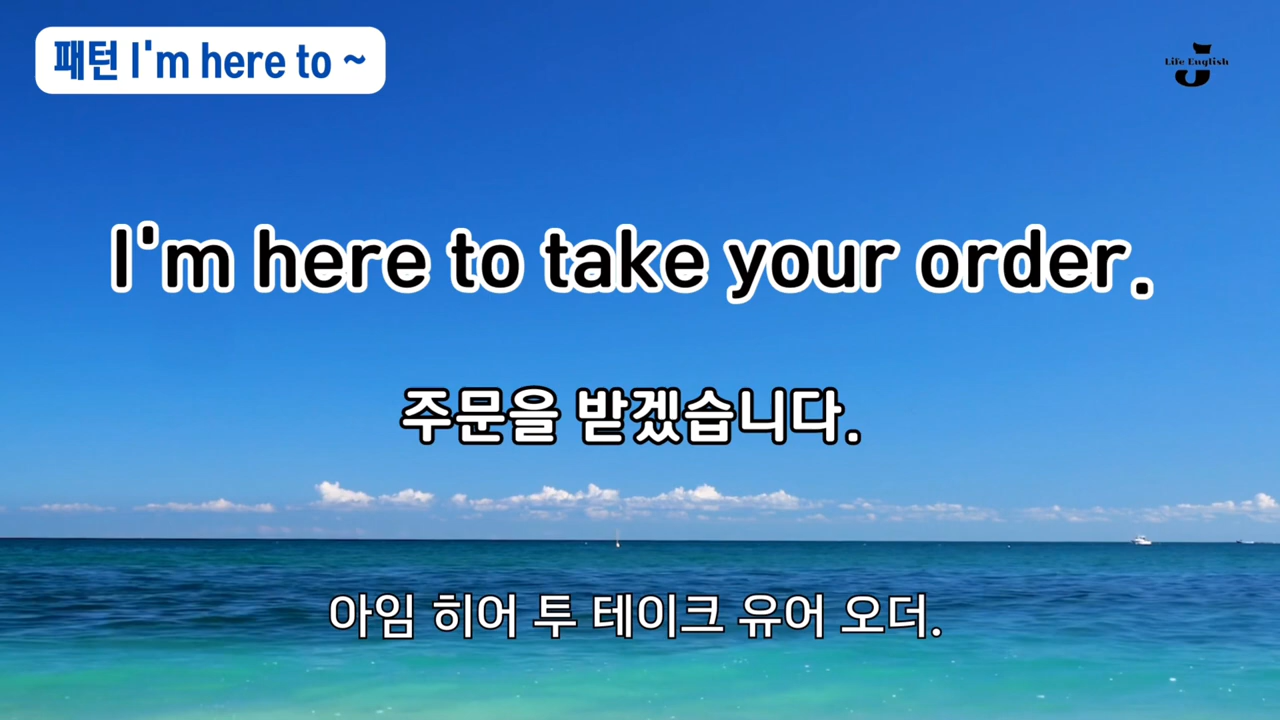 패턴 I'm here to ~
Life English
J
I'm here to take your order.
주문을 받겠습니다.
아임 히어 투 테이크 유어 오더.